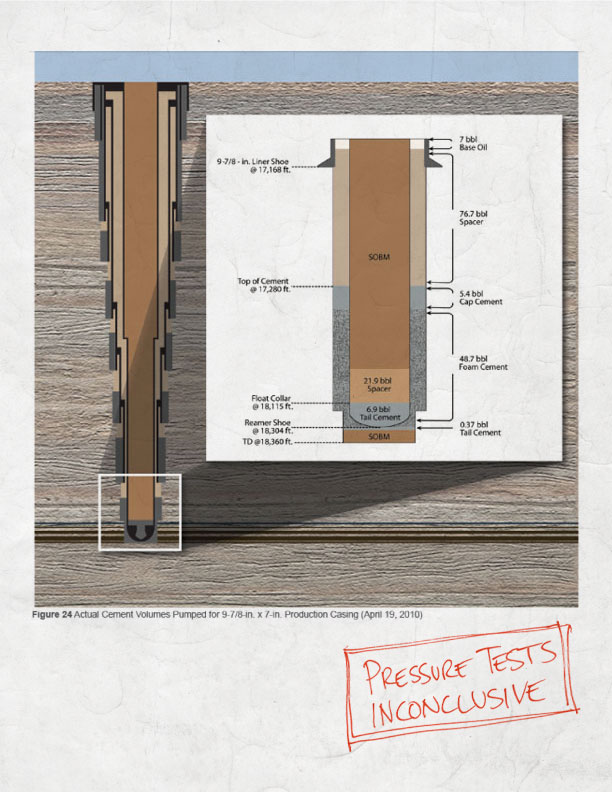 7 bbl
Base Oil
9-7/8 - in. Liner Shoe
@ 17,168 ft.
76.7 bbl
Spacer
SOBM
Top of Cement
@ 17,280 ft.
5.4 bbl
Cap Cement
48.7 bbl
Foam Cement
21.9 bbl
Spacer
Float Collar
@ 18,115 ft.
6.9 bbl
Tail Cement
Reamer Shoe
@ 18,304 ft.
0.37 bbl
Tail Cement
TD @18,360 ft.
SOBM
Figure 24 Actual Cement Volumes Pumped for 9-7/8-in. x 7-in. Production Casing (April 19, 2010)
PRESSURE TESTS
INCONCLUSIVE